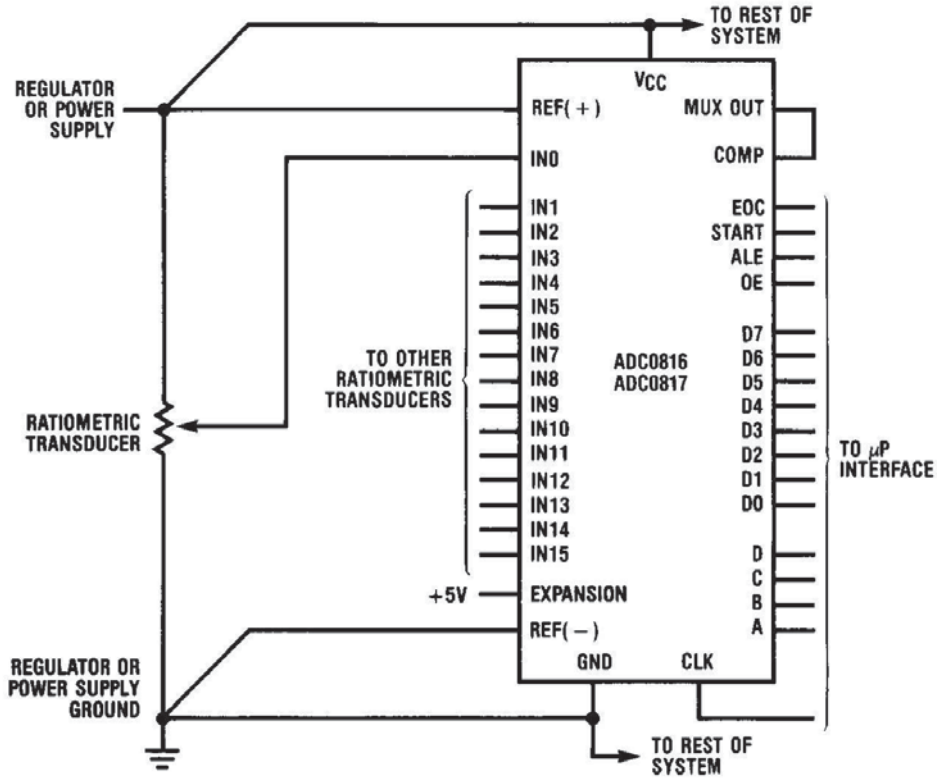 TO REST OF
SYSTEM
VCC
REGULATOR
OR POWER
SUPPLY
REF(+)
MUX OUT
IN0
COMP
IN1
EOC
IN2
START
IN3
ALE
IN4
OE
IN5
IN6
D7
IN7
D6
TO OTHER
RATIOMETRIC
TRANSDUCERS
ADC0816
ADC0817
IN8
D5
IN9
D4
RATIOMETRIC
TRANSDUCER
IN10
D3
IN11
D2
TO µP
INTERFACE
IN12
D1
IN13
D0
IN14
IN15
D
C
+5V
EXPANSION
B
REF(−)
A
REGULATOR OR
POWER SUPPLY
GROUND
GND
CLK
TO REST OF
SYSTEM